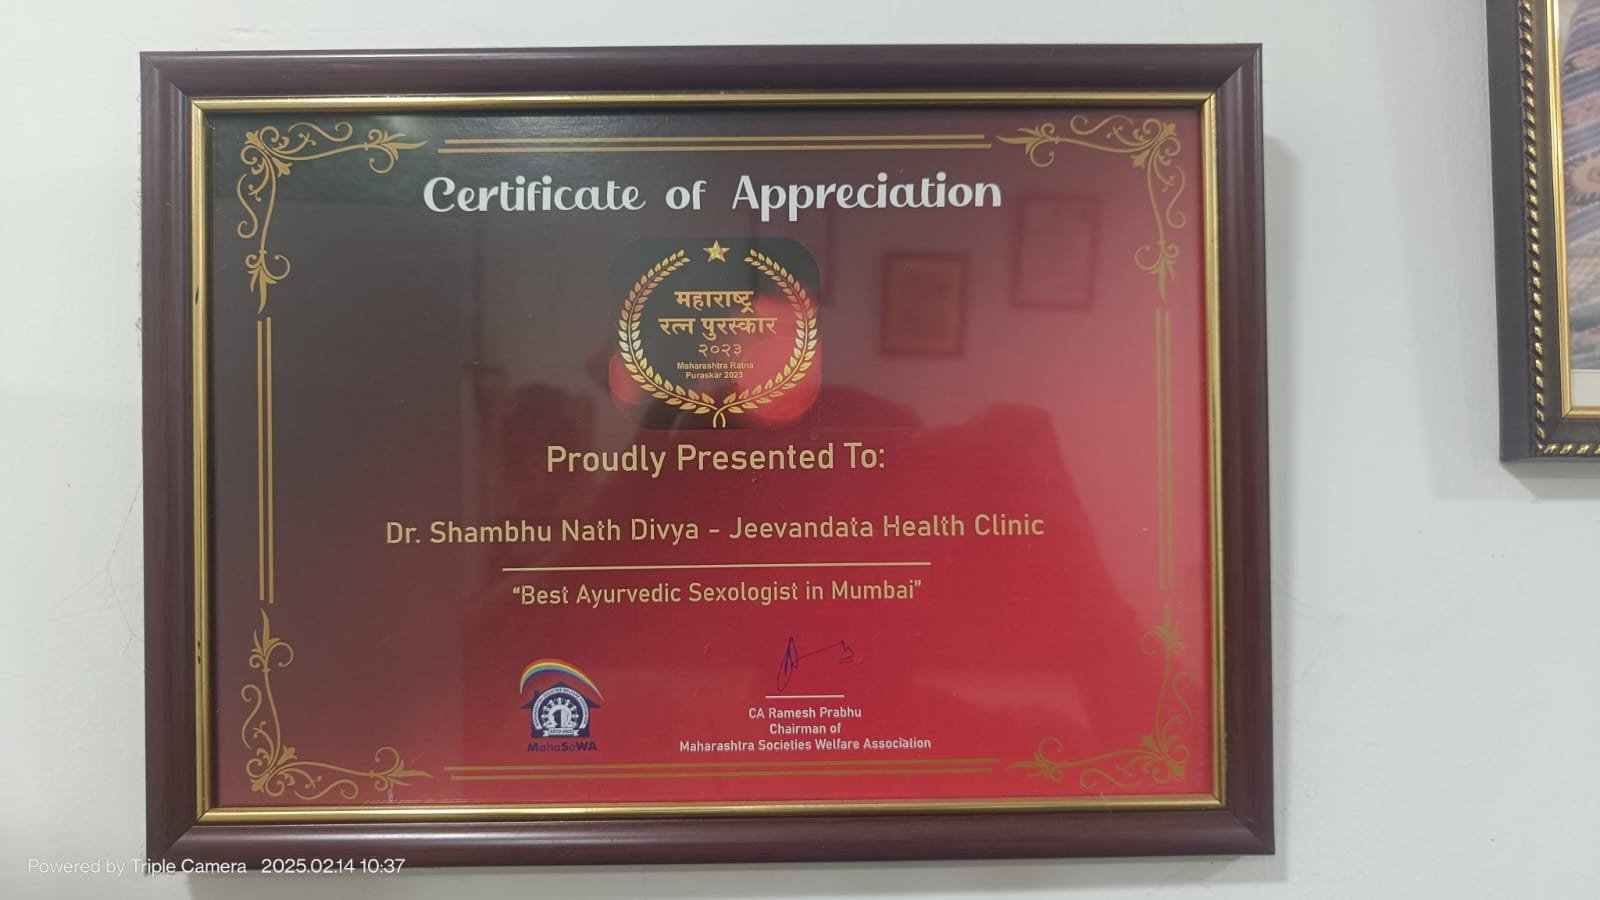 Certificate of Appreciation
महाराष्ट्र
रत्न पुरस्कार
२०२३
Maharashtra Ratna
Puraskar 2023
Proudly Presented To:
Dr. Shambhu Nath Divya - Jeevandata Health Clinic
“Best Ayurvedic Sexologist in Mumbai”
MahaSeWA
CA Ramesh Prabhu
Chairman of
Maharashtra Societies Welfare Association
Powered by Triple Camera 2025.02.14 10:37